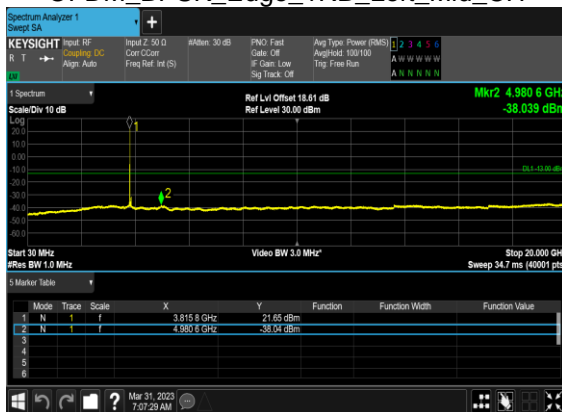 Spectrum Analyzer 1
Swept SA
+
KEYSIGHT
R T
LU
Input: RF
Coupling: DC
Align: Auto
Input Z: 50 Ω
Corr CCorr
Freq Ref: Int (S)
#Atten: 30 dB
PNO: Fast
Gate: Off
IF Gain: Low
Sig Track: Off
Avg Type: Power (RMS)
Avg|Hold: 100/100
Trig: Free Run
1 2 3 4 5 6
A W W W W W
A N N N N N
1 Spectrum
Scale/Div 10 dB
Ref Lvl Offset 18.61 dB
Ref Level 30.00 dBm
Mkr2 4.980 6 GHz
-38.039 dBm
Log
20.0
10.0
0.00
-10.0
-20.0
-30.0
-40.0
-50.0
-60.0
1
2
DL1 -13.00 dB
Start 30 MHz
#Res BW 1.0 MHz
Video BW 3.0 MHz*
Stop 20.000 GH
Sweep 34.7 ms (40001 pts
5 Marker Table
Mode Trace Scale X Y Function Function Width Function Value
1 N 1 f 3.815 8 GHz 21.65 dBm
2 N 1 f 4.980 6 GHz -38.04 dBm
3
4
5
6
?
Mar 31, 2023
7:07:29 AM